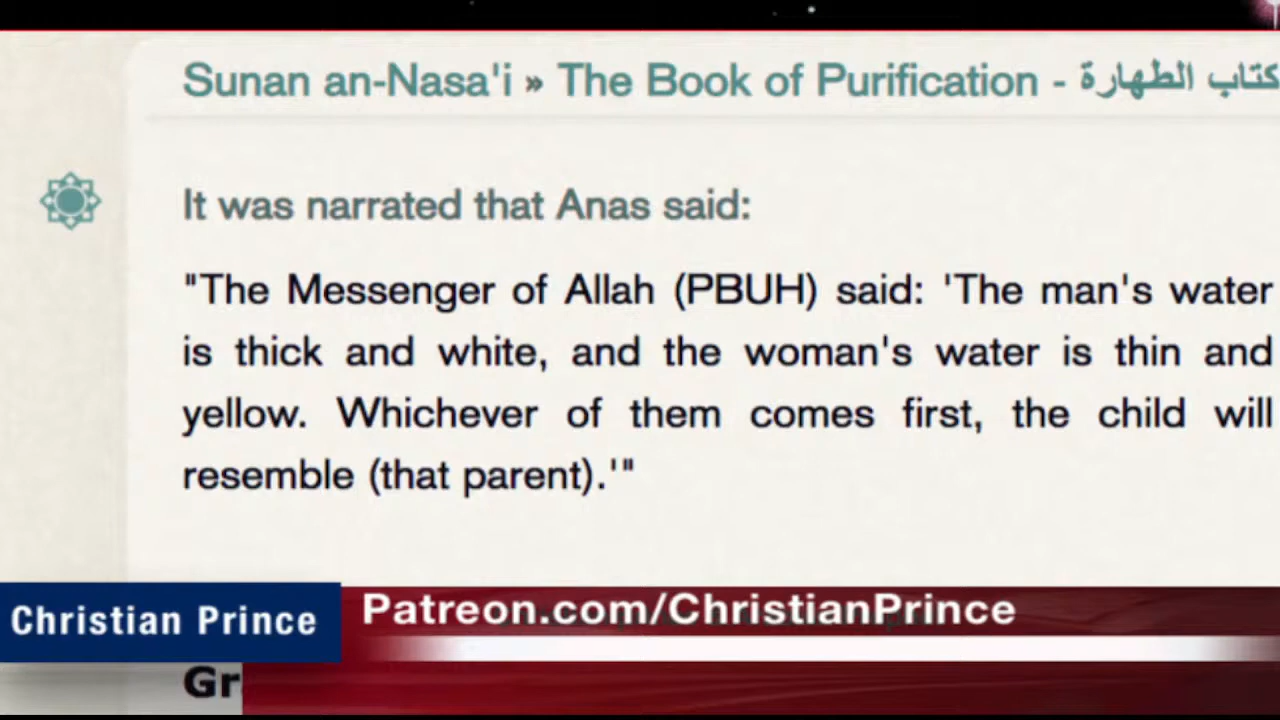 Sunan an-Nasa'i » The Book of Purification - كتاب الطهارة
It was narrated that Anas said:
"The Messenger of Allah (PBUH) said: 'The man's water
is thick and white, and the woman's water is thin and
yellow. Whichever of them comes first, the child will
resemble (that parent).'"
Christian Prince
Patreon.com/ChristianPrince